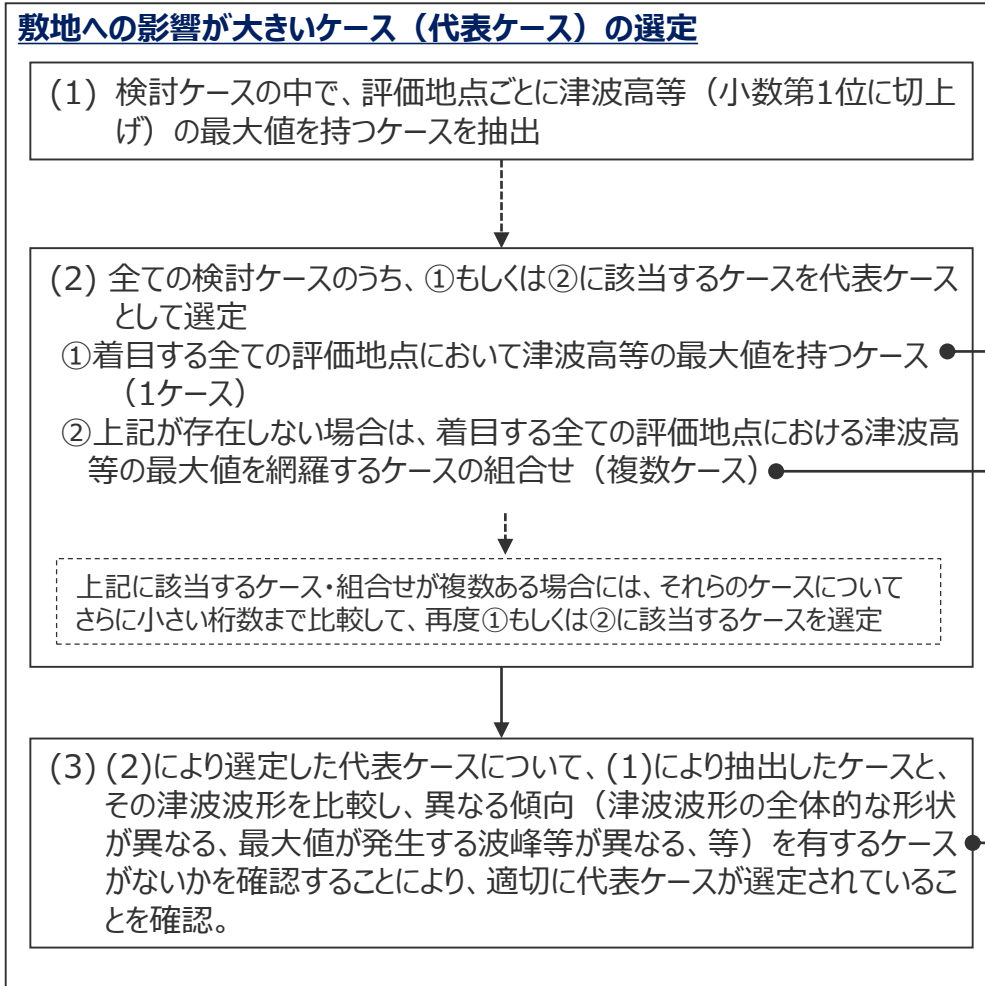 敷地への影響が大きいケース（代表ケース）の選定
(1) 検討ケースの中で、評価地点ごとに津波高等（小数第1位に切上
げ）の最大値を持つケースを抽出
(2) 全ての検討ケースのうち、①もしくは②に該当するケースを代表ケース
として選定
①着目する全ての評価地点において津波高等の最大値を持つケース
（1ケース）
②上記が存在しない場合は、着目する全ての評価地点における津波高
等の最大値を網羅するケースの組合せ（複数ケース）
上記に該当するケース・組合せが複数ある場合には、それらのケースについて
さらに小さい桁数まで比較して、再度①もしくは②に該当するケースを選定
(3) (2)により選定した代表ケースについて、(1)により抽出したケースと、
その津波波形を比較し、異なる傾向（津波波形の全体的な形状
が異なる、最大値が発生する波峰等が異なる、等）を有するケース
がないかを確認することにより、適切に代表ケースが選定されているこ
とを確認。